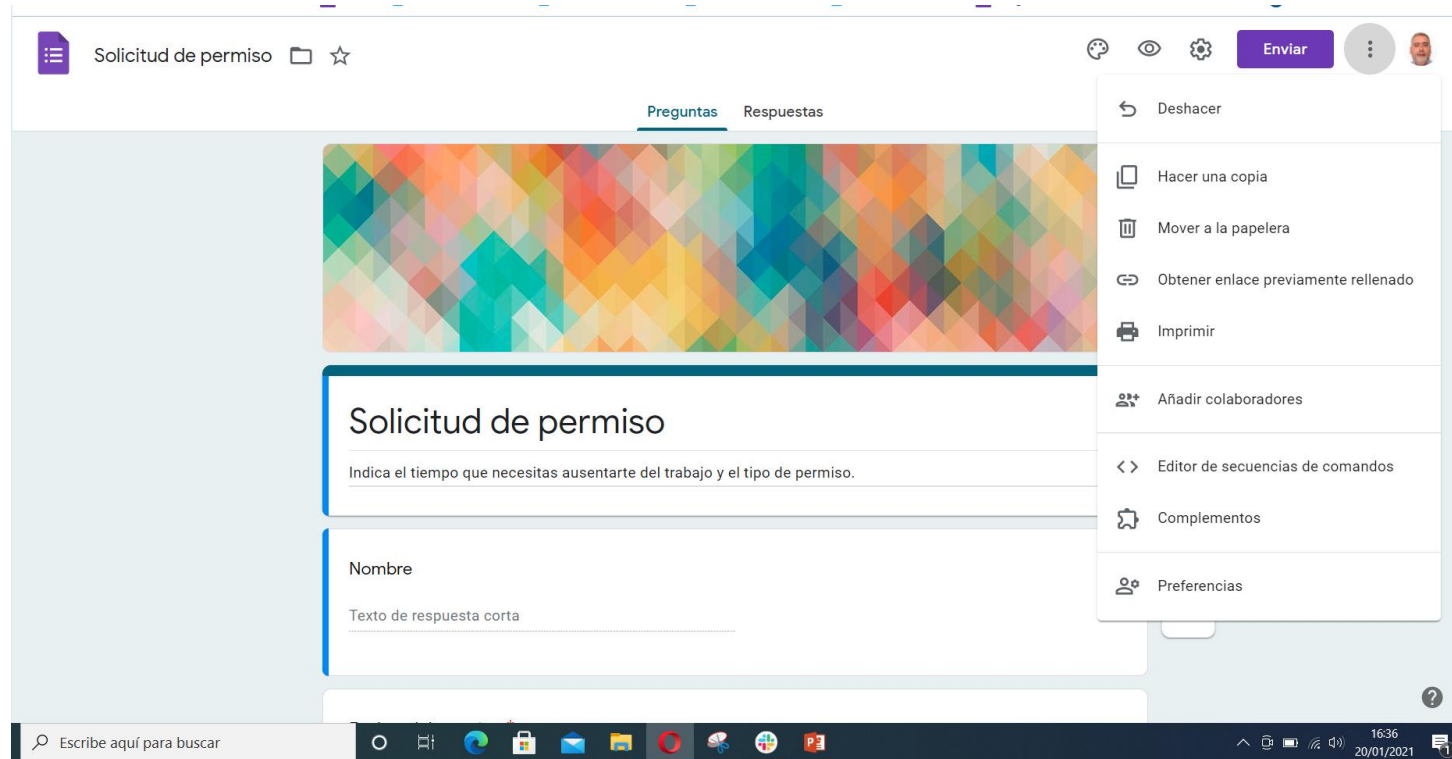 Solicitud de permiso
Enviar
Preguntas Respuestas
Deshacer
Hacer una copia
Mover a la papelera
Obtener enlace previamente rellenado
Imprimir
Añadir colaboradores
Editor de secuencias de comandos
Complementos
Preferencias
Solicitud de permiso
Indica el tiempo que necesitas ausentarte del trabajo y el tipo de permiso.
Nombre
Texto de respuesta corta
Escribe aquí para buscar
16:36
20/01/2021
1